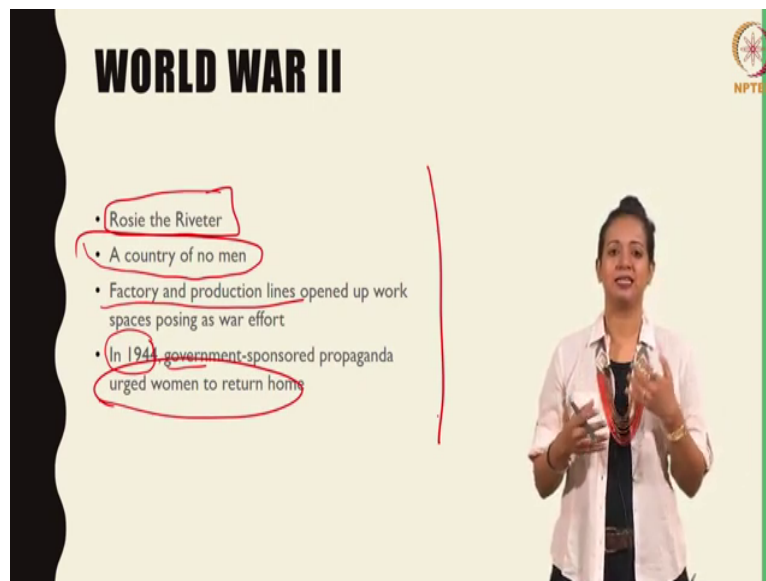 WORLD WAR II
NPTE
• Rosie the Riveter
• A country of no men
• Factory and production lines opened up work
spaces posing as war effort
• In 1944, government-sponsored propaganda
urged women to return home